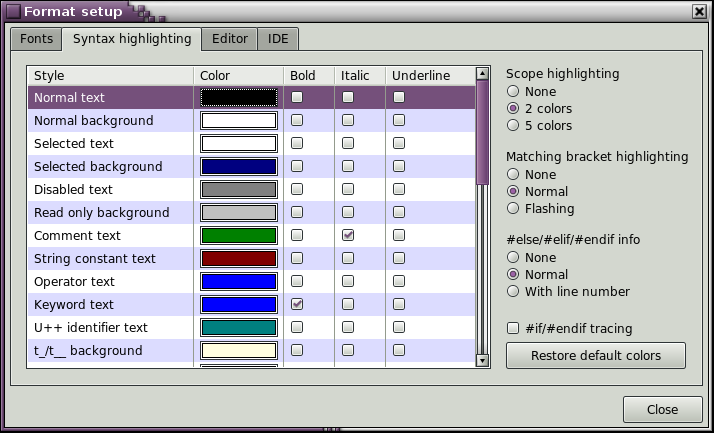 Format setup
Fonts Syntax highlighting Editor IDE
Style Color Bold Italic Underline
Normal text
Normal background
Selected text
Selected background
Disabled text
Read only background
Comment text
String constant text
Operator text
Keyword text
U++ identifier text
t_/t__ background
Scope highlighting
None
2 colors
5 colors
Matching bracket highlighting
None
Normal
Flashing
#else/#elif/#endif info
None
Normal
With line number
#if/#endif tracing
Restore default colors
Close